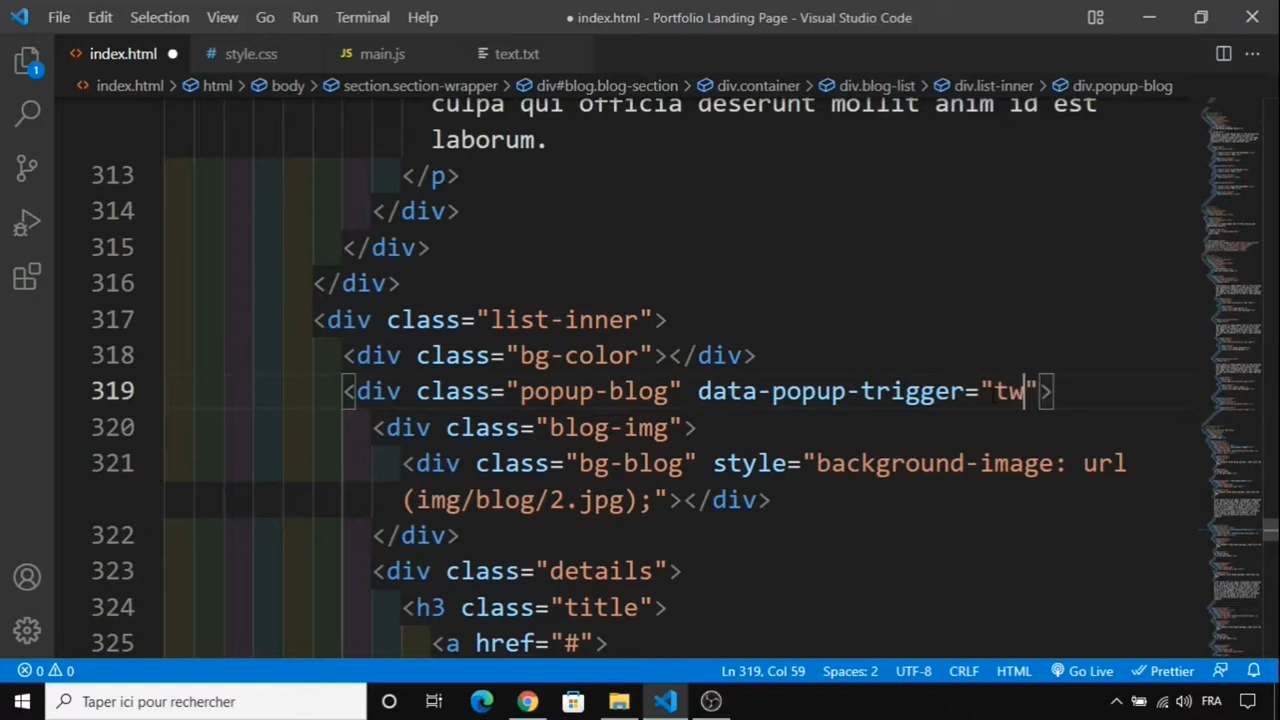 File Edit Selection View Go Run Terminal Help ● index.html - Portfolio Landing Page - Visual Studio Code
<> index.html ● # style.css JS main.js text.txt
<> index.html > html > body > section.section-wrapper > div#blog.blog-section > div.container > div.blog-list > div.list-inner > div.popup-blog
1
culpa qui officia deserunt mollit anim id est
laborum.
313 </p>
314 </div>
315 </div>
316 </div>
317 <div class="list-inner">
318 <div class="bg-color"></div>
319 <div class="popup-blog" data-popup-trigger="tw">
320 <div class="blog-img">
321 <div class="bg-blog" style="background-image: url
(img/blog/2.jpg);"></div>
322 </div>
323 <div class="details">
324 <h3 class="title">
325 <a href="#">
0 0 Ln 319, Col 59 Spaces: 2 UTF-8 CRLF HTML Go Live Prettier
Taper ici pour rechercher FRA